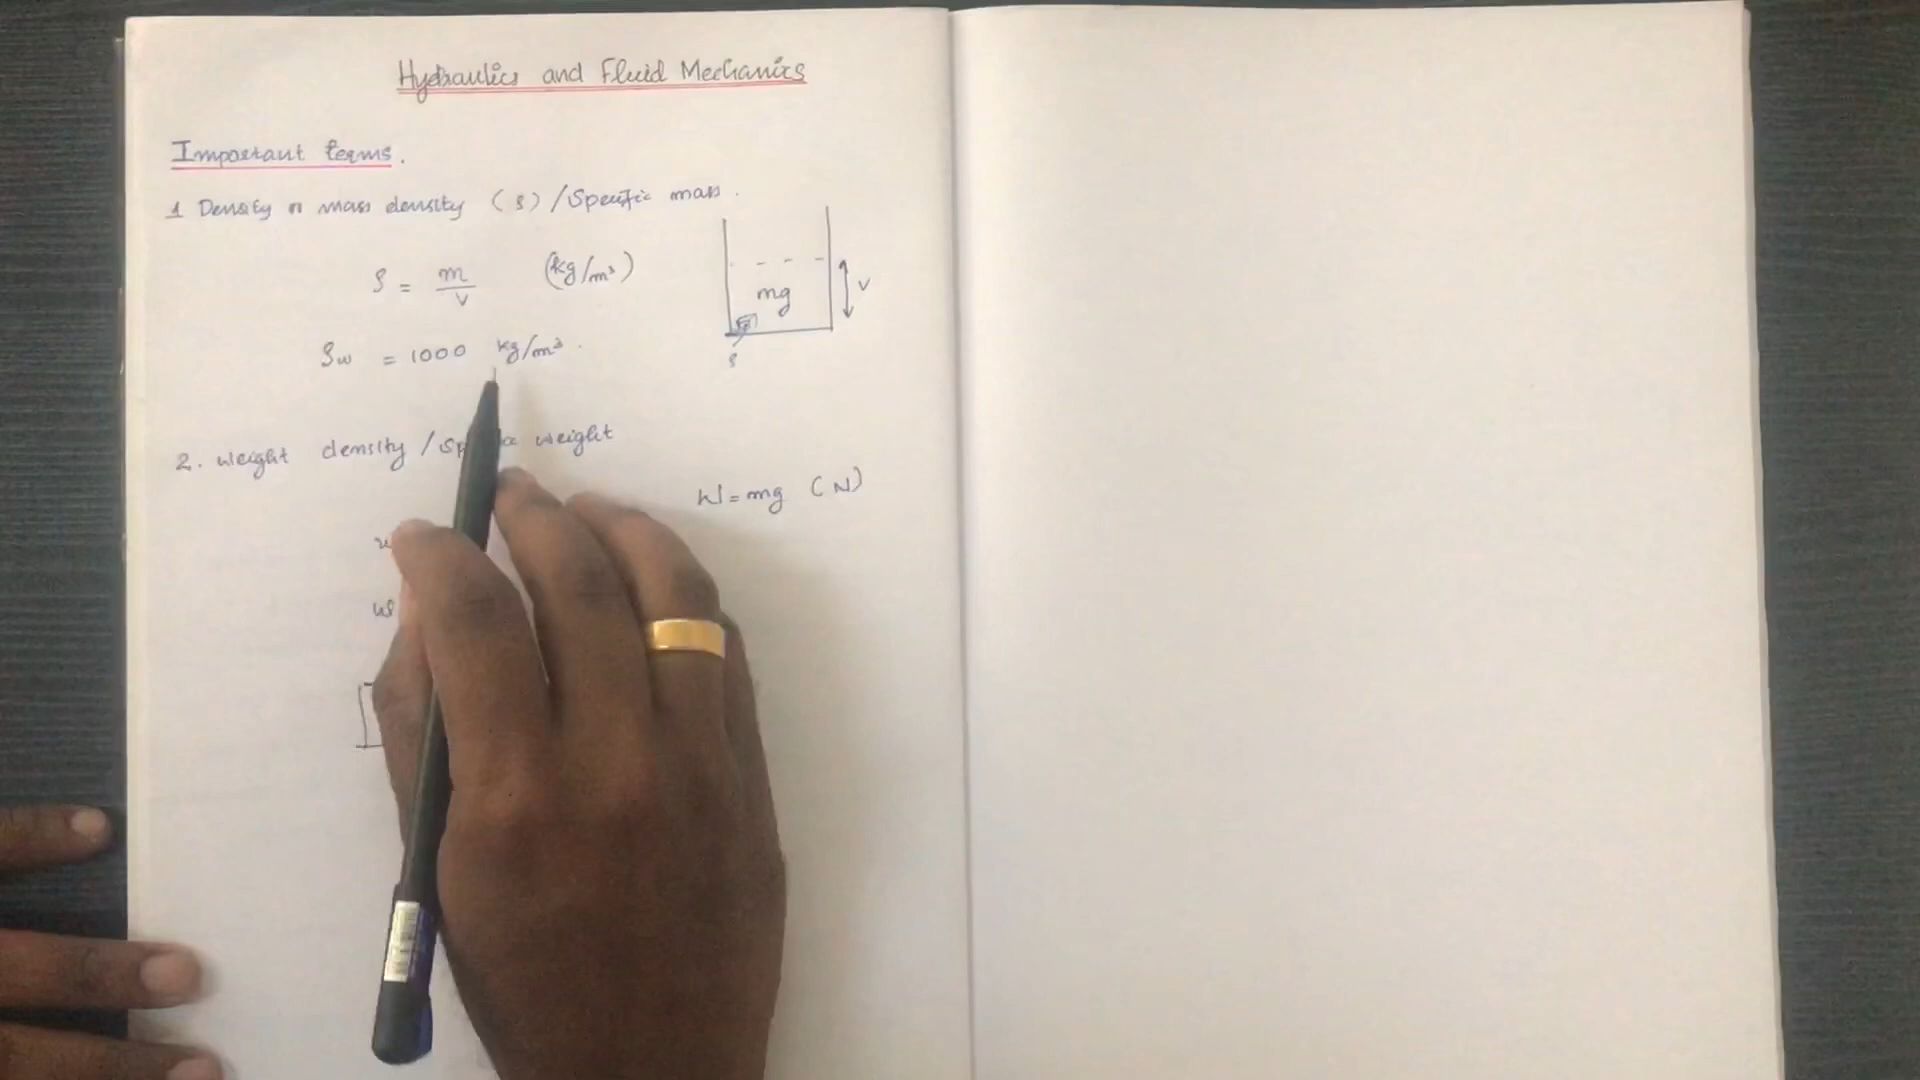 Hydraulics and Fluid Mechanics
Important terms.
1 Density or mass density (ρ) / Specific mass.
ρ = m/v (kg/m³)
mg
v
ρw = 1000 kg/m³.
ρ
2. weight density / weight
W = mg (N)